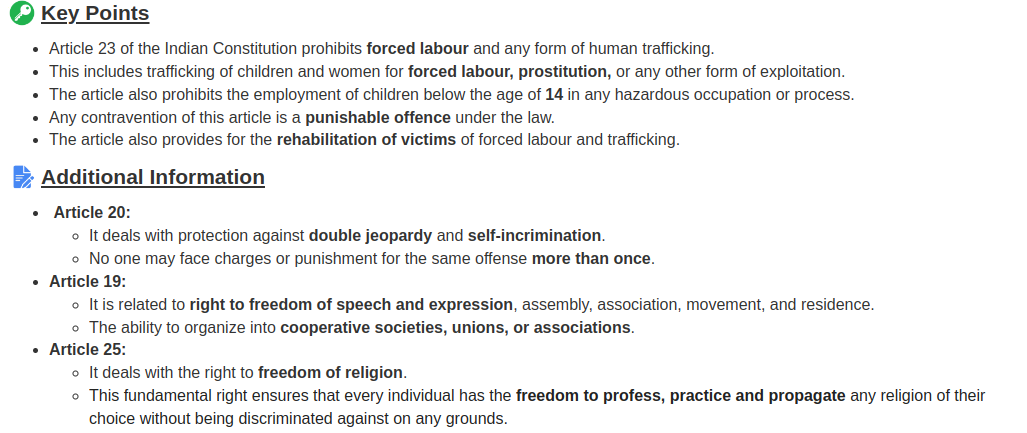 Key Points
Article 23 of the Indian Constitution prohibits forced labour and any form of human trafficking.
This includes trafficking of children and women for forced labour, prostitution, or any other form of exploitation.
The article also prohibits the employment of children below the age of 14 in any hazardous occupation or process.
Any contravention of this article is a punishable offence under the law.
The article also provides for the rehabilitation of victims of forced labour and trafficking.
Additional Information
Article 20:
It deals with protection against double jeopardy and self-incrimination.
No one may face charges or punishment for the same offense more than once.
Article 19:
It is related to right to freedom of speech and expression, assembly, association, movement, and residence.
The ability to organize into cooperative societies, unions, or associations.
Article 25:
It deals with the right to freedom of religion.
This fundamental right ensures that every individual has the freedom to profess, practice and propagate any religion of their
choice without being discriminated against on any grounds.